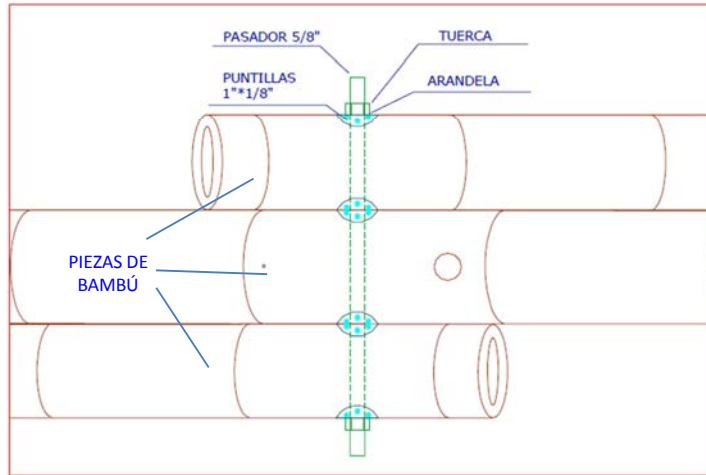 PASADOR 5/8"
TUERCA
PUNTILLAS
1"*1/8"
ARANDELA
PIEZAS DE
BAMBÚ